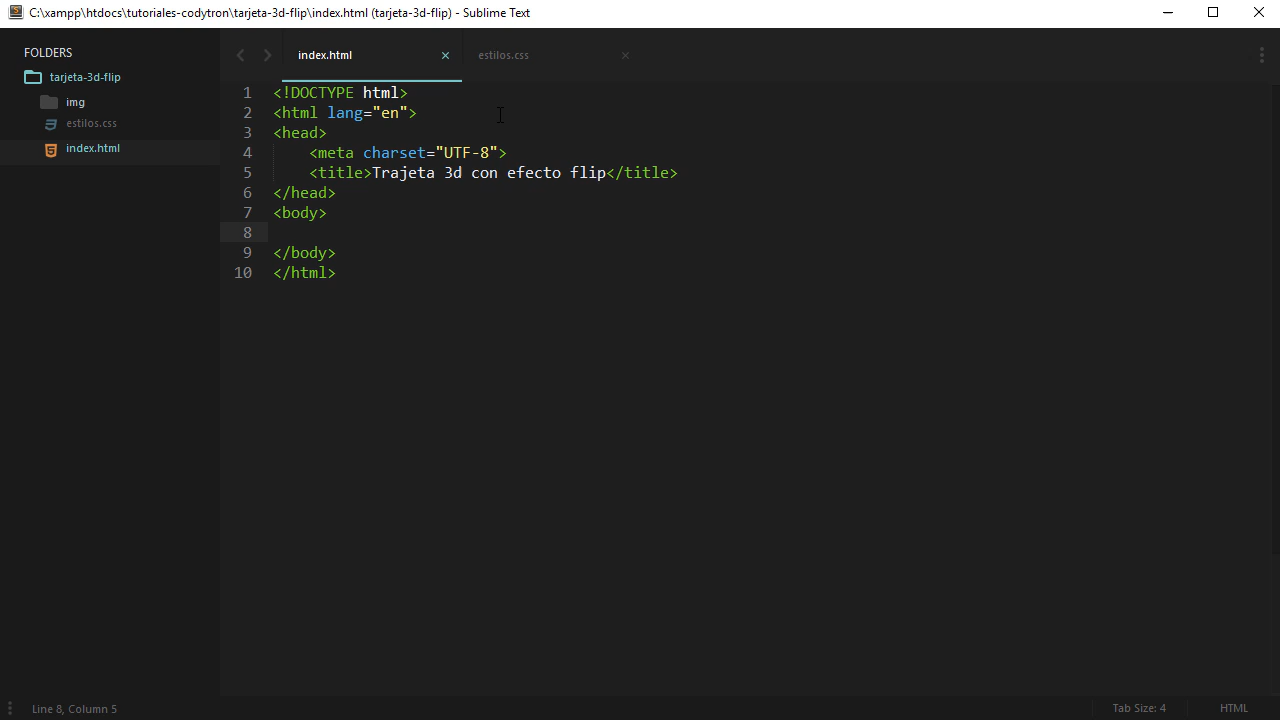 C:\xampp\htdocs\tutoriales-codytron\tarjeta-3d-flip\index.html (tarjeta-3d-flip) - Sublime Text
FOLDERS
tarjeta-3d-flip
img
estilos.css
index.html
index.html
estilos.css
1 <!DOCTYPE html>
2 <html lang="en">
3 <head>
4     <meta charset="UTF-8">
5     <title>Trajeta 3d con efecto flip</title>
6 </head>
7 <body>
8
9 </body>
10 </html>
Line 8, Column 5
Tab Size: 4
HTML